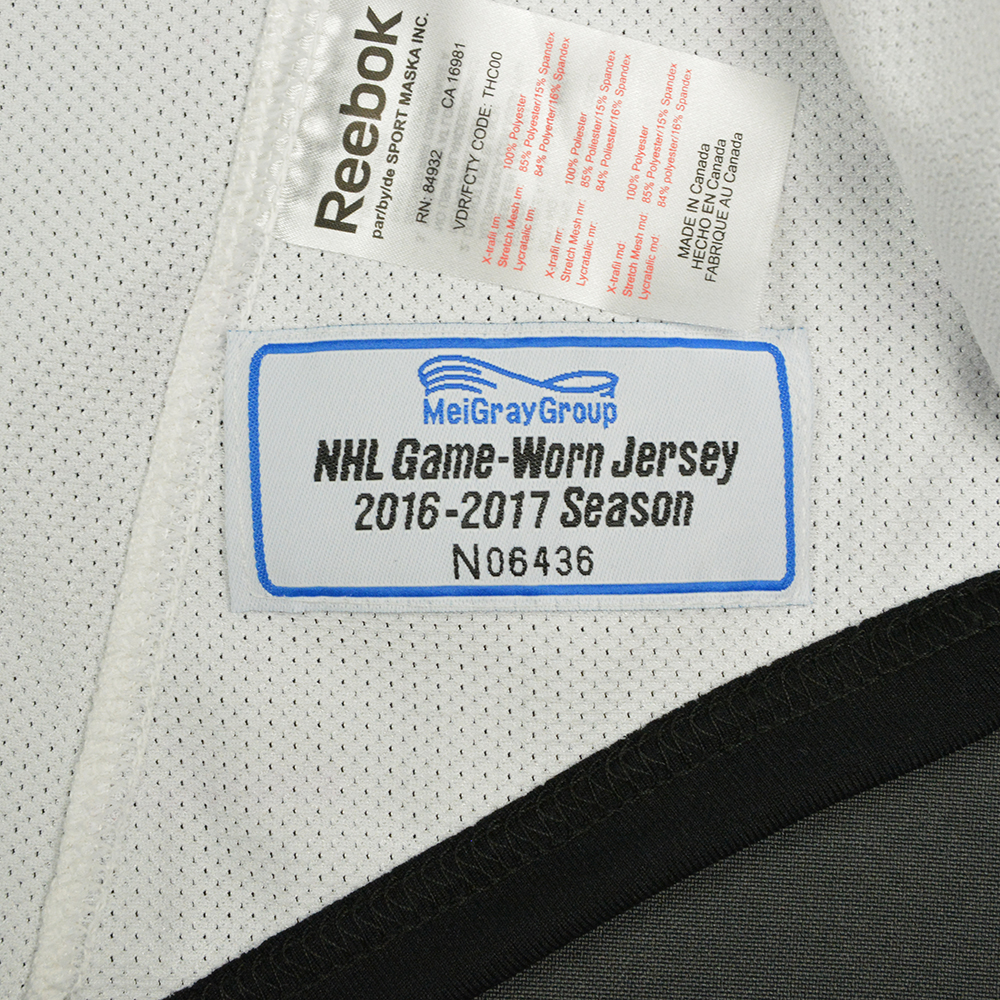 Reebok
par/by/de SPORT MASKA INC.
RN: 84932 CA 16981
VDR/FCTY CODE: THC00
X-trafil tm: 100% Polyester
Stretch Mesh tm: 85% Polyester/15% Spandex
Lycratalic tm: 84% Polyerter/16% Spandex
X-trafil mr: 100% Poliester
Stretch Mesh mr: 85% Poliester/15% Spandex
Lycratalic mr: 84% Poliester/16% Spandex
X-trafil md: 100% Polyester
Stretch Mesh md: 85% Polyester/15% Spandex
Lycratalic md: 84% polyester/16% Spandex
MADE IN Canada
HECHO EN Canada
FABRIQUE AU Canada
MeiGrayGroup
NHL Game-Worn Jersey
2016-2017 Season
N06436